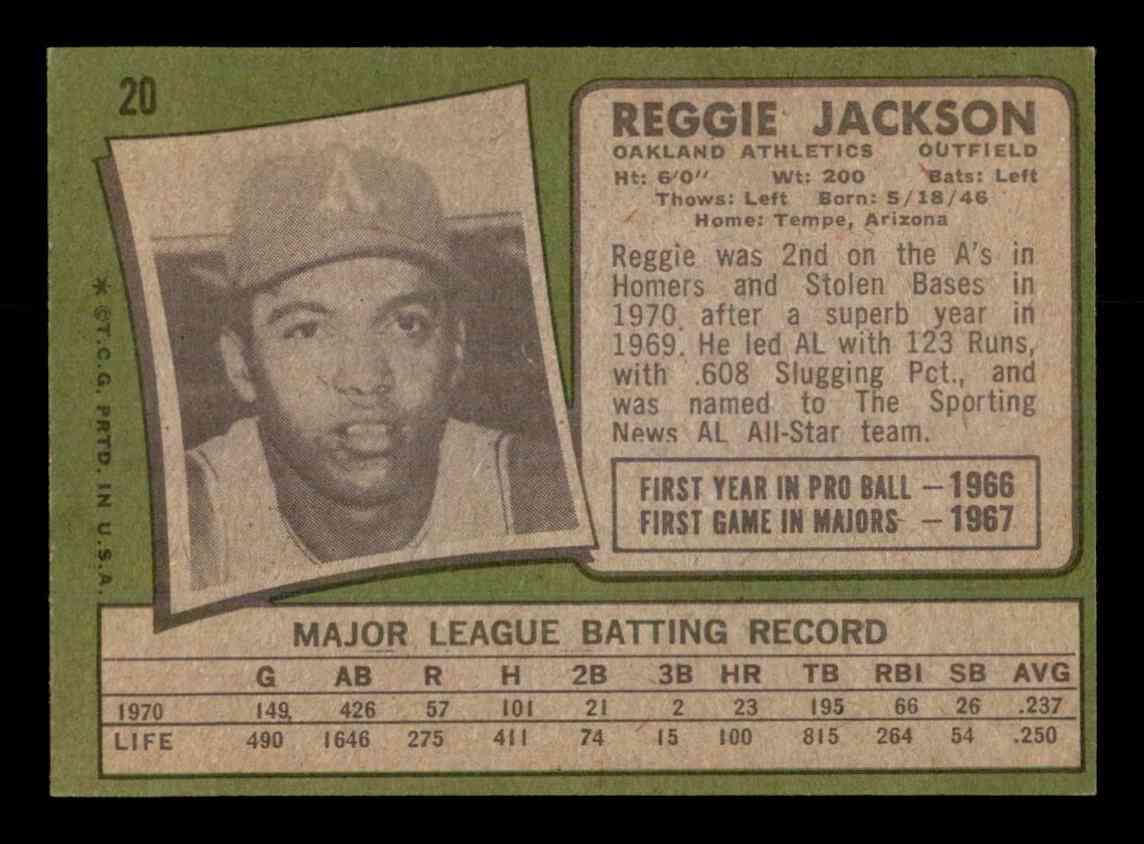 20
REGGIE JACKSON
OAKLAND ATHLETICS OUTFIELD
Ht: 6'0" Wt: 200 Bats: Left
Thows: Left Born: 5/18/46
Home: Tempe, Arizona
Reggie was 2nd on the A's in
Homers and Stolen Bases in
1970 after a superb year in
1969. He led AL with 123 Runs,
with .608 Slugging Pct., and
was named to The Sporting
News AL All-Star team.
FIRST YEAR IN PRO BALL – 1966
FIRST GAME IN MAJORS – 1967
* ©T.C.G. PRTD. IN U.S.A.
MAJOR LEAGUE BATTING RECORD
G AB R H 2B 3B HR TB RBI SB AVG
1970 149 426 57 101 21 2 23 195 66 26 .237
LIFE 490 1646 275 411 74 15 100 815 264 54 .250